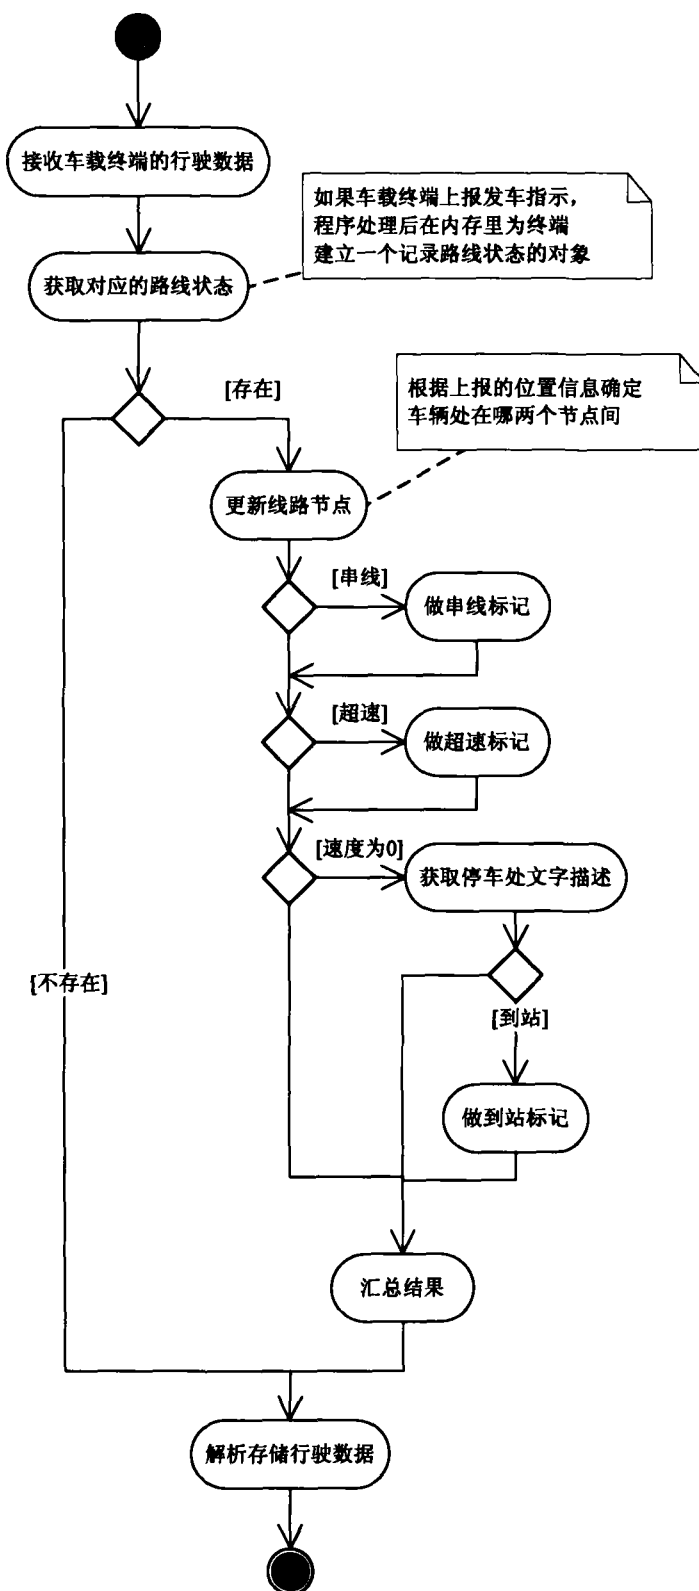 接收车载终端的行驶数据
如果车载终端上报发车指示,
程序处理后在内存里为终端
建立一个记录路线状态的对象
获取对应的路线状态
[存在]
根据上报的位置信息确定
车辆处在哪两个节点间
更新线路节点
[串线]
做串线标记
[超速]
做超速标记
[速度为0]
获取停车处文字描述
[不存在]
[到站]
做到站标记
汇总结果
解析存储行驶数据